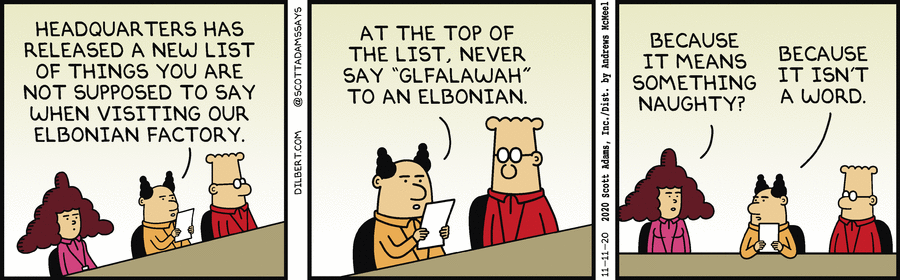 HEADQUARTERS HAS
RELEASED A NEW LIST
OF THINGS YOU ARE
NOT SUPPOSED TO SAY
WHEN VISITING OUR
ELBONIAN FACTORY.
DILBERT.COM @SCOTTADAMSSAYS
AT THE TOP OF
THE LIST, NEVER
SAY “GLFALAWAH”
TO AN ELBONIAN.
11-11-20 2020 Scott Adams, Inc./Dist. by Andrews McMeel
BECAUSE
IT MEANS
SOMETHING
NAUGHTY?
BECAUSE
IT ISN'T
A WORD.